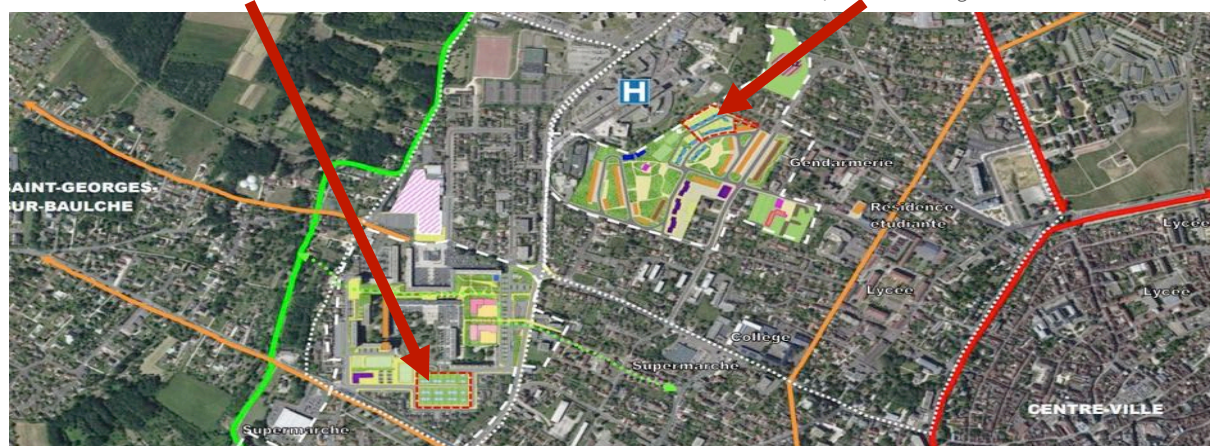 H
Gendarmerie
SAINT-GEORGES-
SUR-BAULCHE
Résidence
étudiante
Lycée
Lycée
Lycée
Collège
Supermarché
CENTRE-VILLE
Supermarché